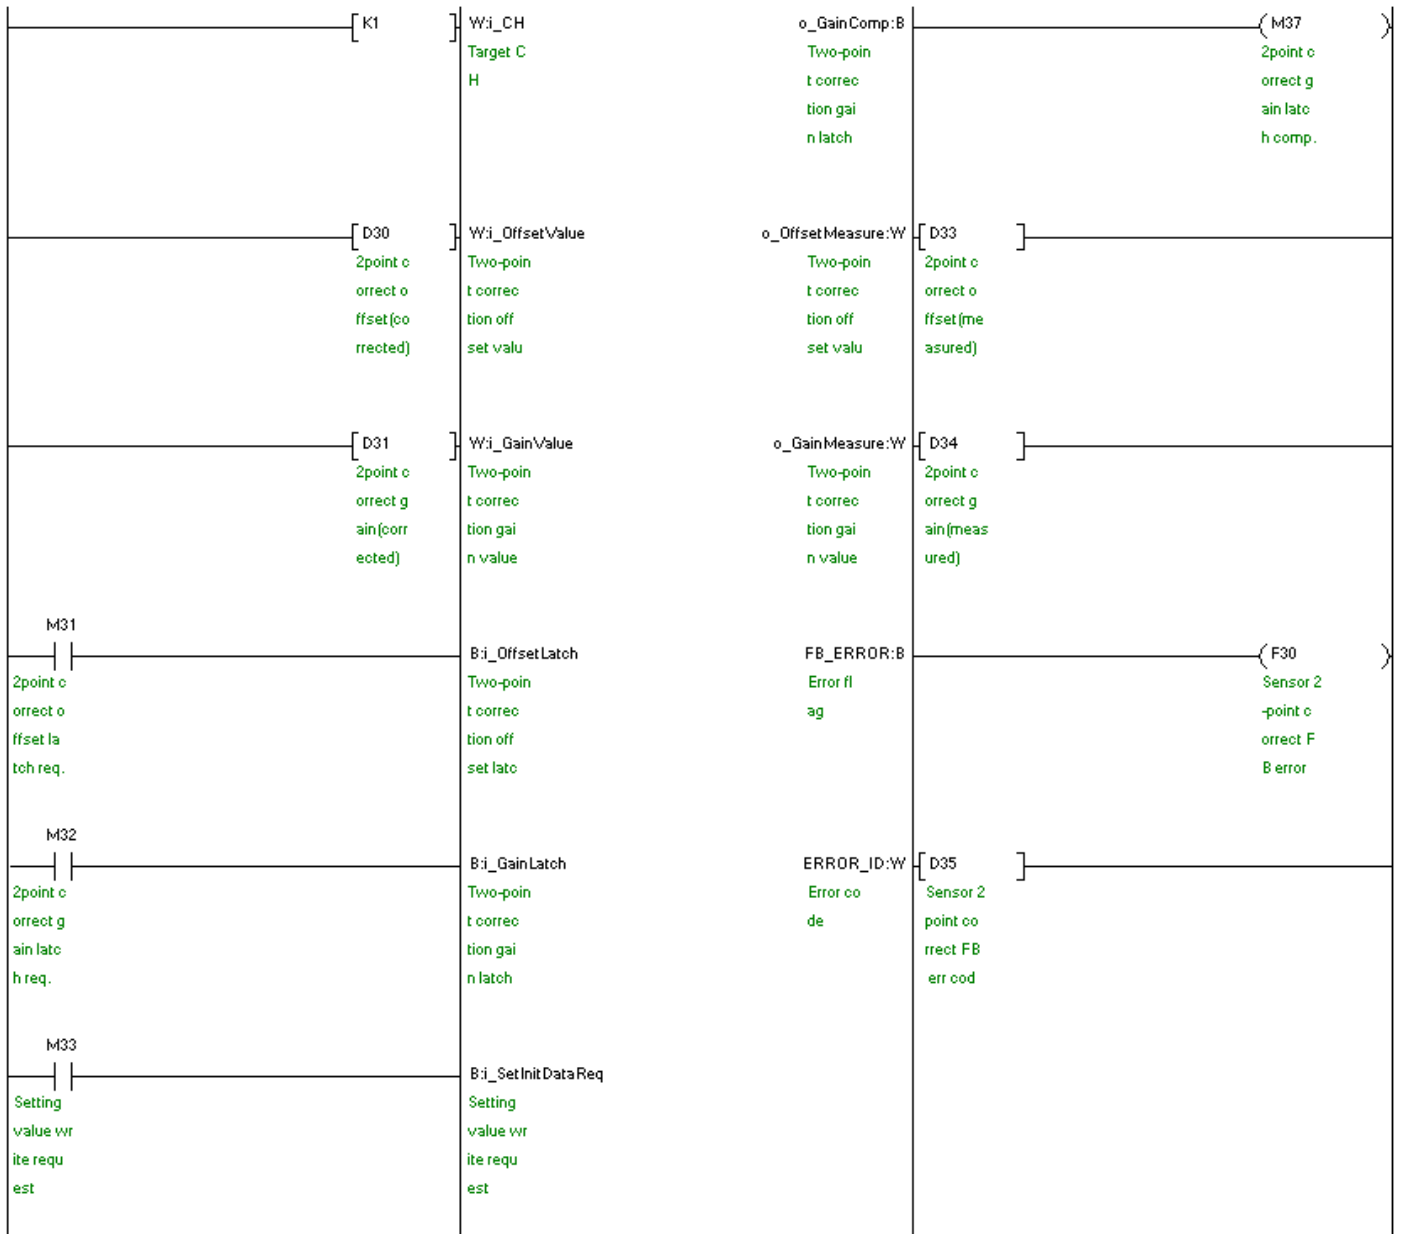 K1 W:i_CH o_GainComp:B M37
Target C Two-poin 2point c
H t correc orrect g
tion gai ain latc
n latch h comp.
D30 W:i_OffsetValue o_OffsetMeasure:W D33
2point c Two-poin Two-poin 2point c
orrect o t correc t correc orrect o
ffset(co tion off tion off ffset(me
rrected) set valu set valu asured)
D31 W:i_GainValue o_GainMeasure:W D34
2point c Two-poin Two-poin 2point c
orrect g t correc t correc orrect g
ain(corr tion gai tion gai ain(meas
ected) n value n value ured)
M31
B:i_OffsetLatch FB_ERROR:B F30
2point c Two-poin Error fl Sensor 2
orrect o t correc ag -point c
ffset la tion off orrect F
tch req. set latc B error
M32
B:i_GainLatch ERROR_ID:W D35
2point c Two-poin Error co Sensor 2
orrect g t correc de point co
ain latc tion gai rrect FB
h req. n latch err cod
M33
B:i_SetInitDataReq
Setting Setting
value wr value wr
ite requ ite requ
est est